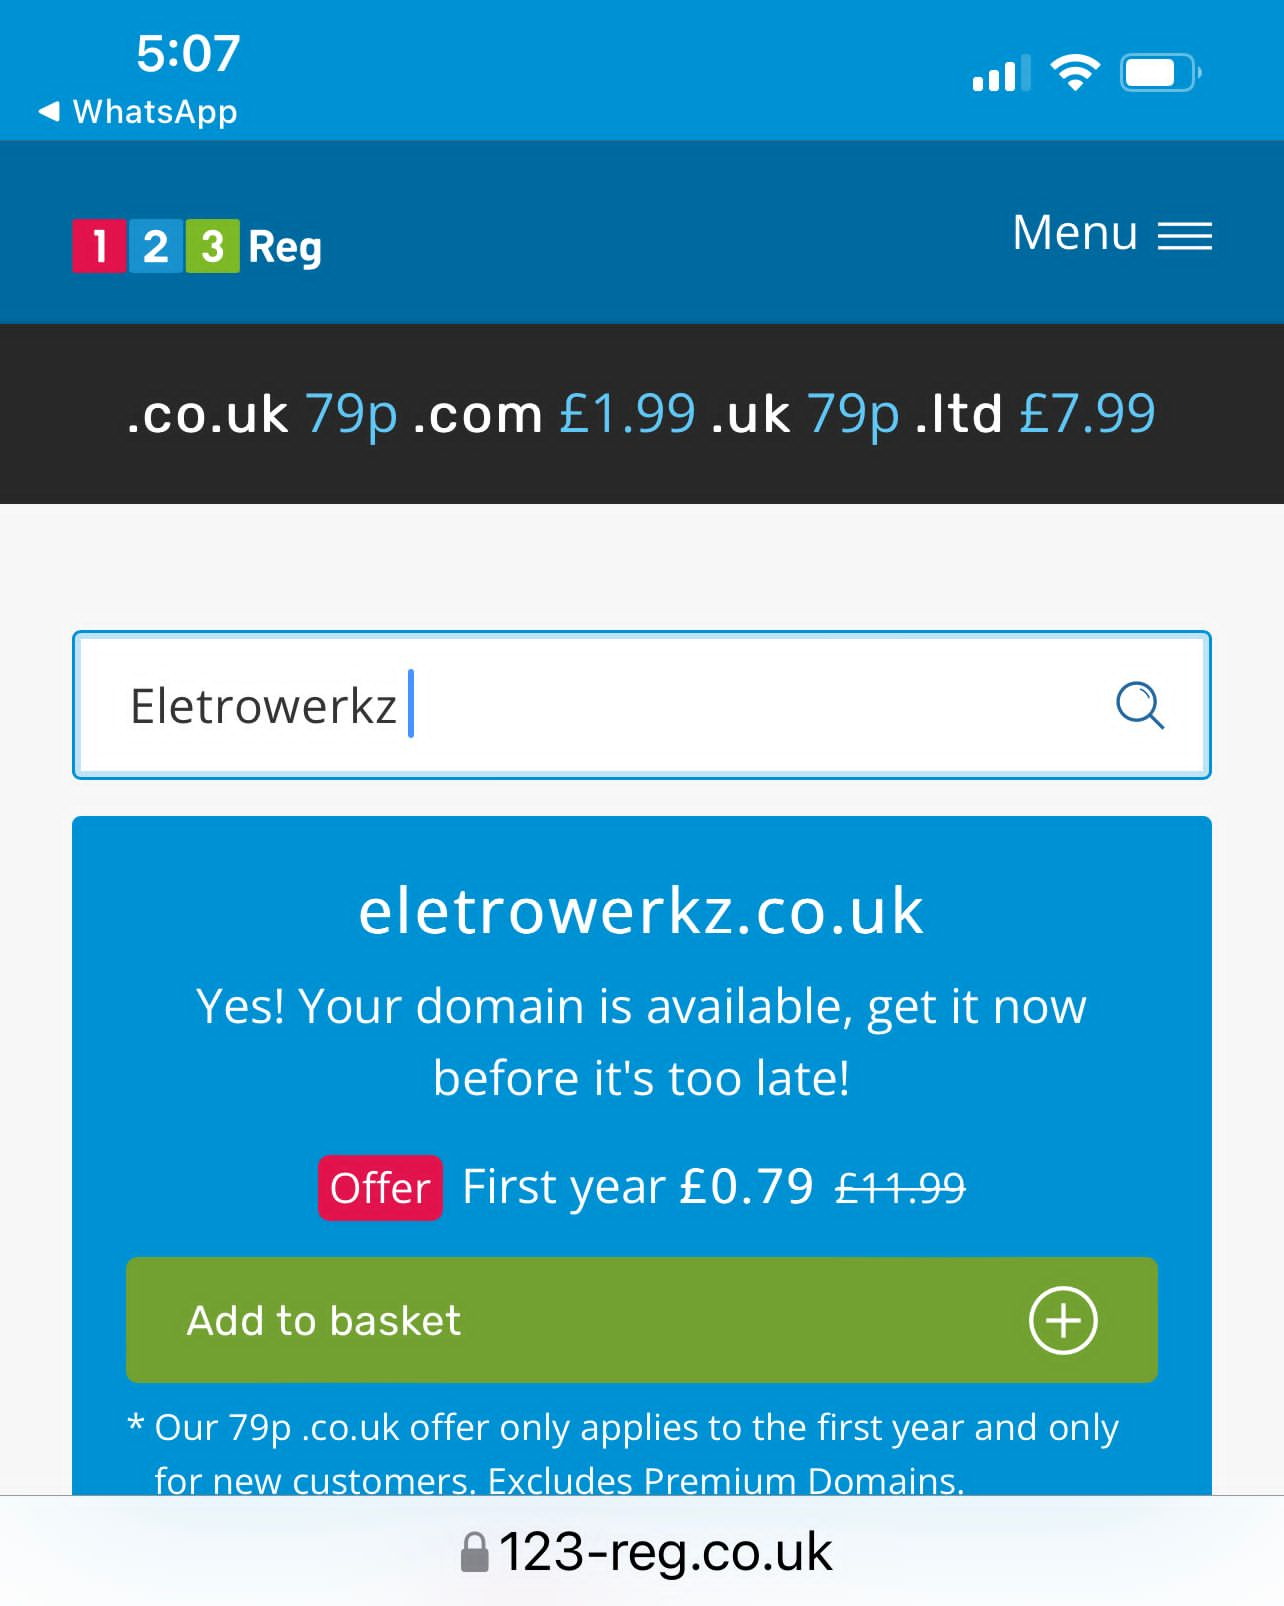 5:07
WhatsApp
1 2 3 Reg
Menu
.co.uk 79p .com £1.99 .uk 79p .ltd £7.99
Eletrowerkz
eletrowerkz.co.uk
Yes! Your domain is available, get it now
before it's too late!
Offer First year £0.79 £11.99
Add to basket
* Our 79p .co.uk offer only applies to the first year and only
for new customers. Excludes Premium Domains.
123-reg.co.uk